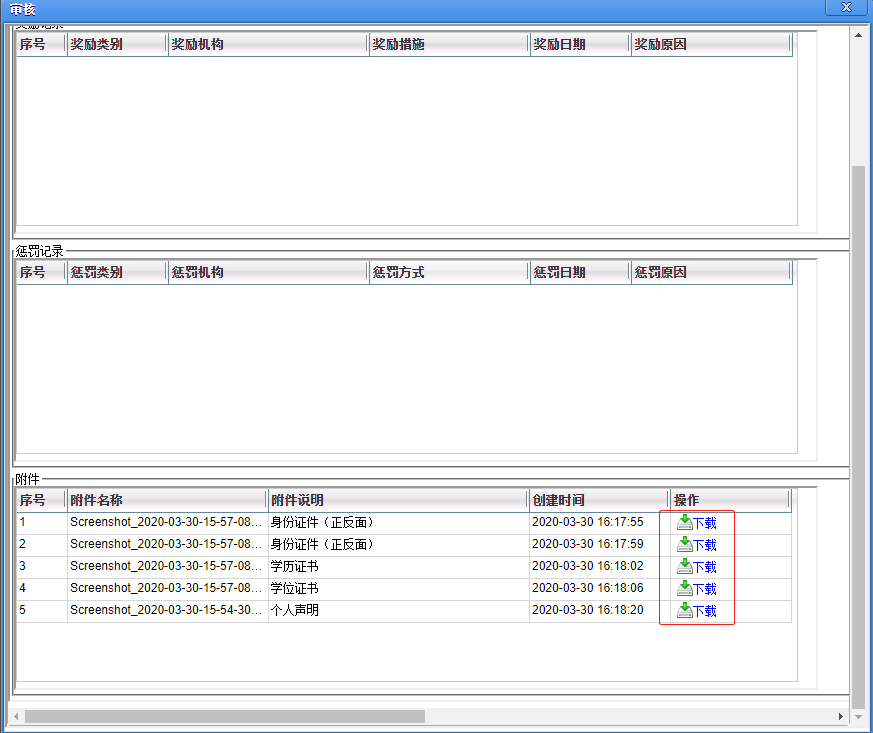 审核
奖励记录
序号 奖励类别 奖励机构 奖励措施 奖励日期 奖励原因
惩罚记录
序号 惩罚类别 惩罚机构 惩罚方式 惩罚日期 惩罚原因
附件
序号 附件名称 附件说明 创建时间 操作
1 Screenshot_2020-03-30-15-57-08... 身份证件（正反面） 2020-03-30 16:17:55 下载
2 Screenshot_2020-03-30-15-57-08... 身份证件（正反面） 2020-03-30 16:17:59 下载
3 Screenshot_2020-03-30-15-57-08... 学历证书 2020-03-30 16:18:02 下载
4 Screenshot_2020-03-30-15-57-08... 学位证书 2020-03-30 16:18:06 下载
5 Screenshot_2020-03-30-15-54-30... 个人声明 2020-03-30 16:18:20 下载